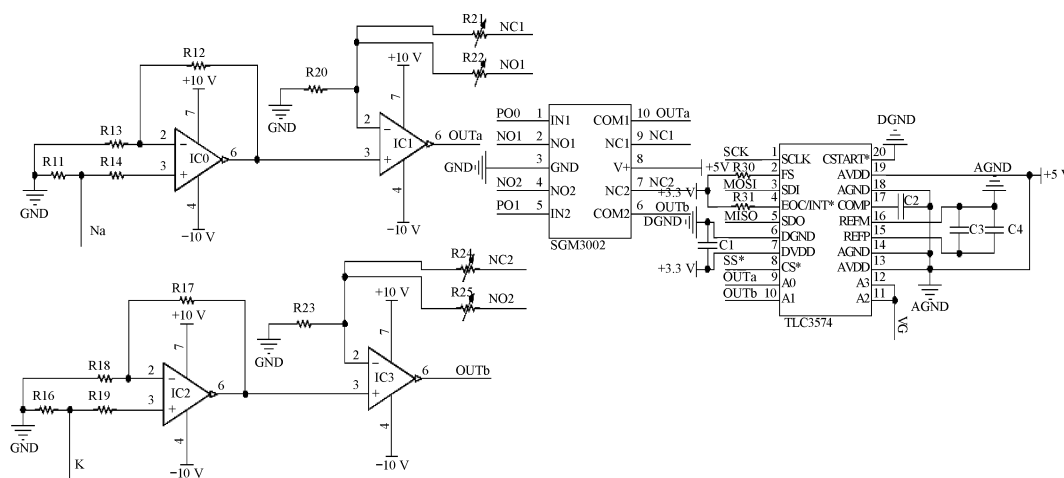 R21
NC1
R12
R22
NO1
+10 V
+10 V
R20
7
7
GND
R13
2
2
IC0
6
IC1
6
OUTa
R11
R14
3
3
GND
4
4
−10 V
−10 V
Na
PO0
1
IN1
COM1
10
OUTa
NO1
2
NO1
NC1
9
NC1
GND
3
GND
V+
8
+5V
NO2
4
NO2
NC2
7
NC2
PO1
5
IN2
COM2
6
OUTb
SGM3002
R24
NC2
R25
NO2
R17
+10 V
+10 V
R23
7
7
GND
R18
2
2
IC2
6
IC3
6
OUTb
R16
R19
3
3
GND
4
4
−10 V
−10 V
K
DGND
SCK
1
SCLK
CSTART*
20
R30
2
FS
AVDD
19
+5 V
MOSI
3
SDI
AGND
18
AGND
+3.3 V
R31
4
EOC/INT*
COMP
17
C2
MISO
5
SDO
REFM
16
DGND
6
DGND
REFP
15
C3
C4
C1
7
DVDD
AGND
14
+3.3 V
SS*
8
CS*
AVDD
13
OUTa
9
A0
A3
12
AGND
OUTb
10
A1
A2
11
TLC3574
VG